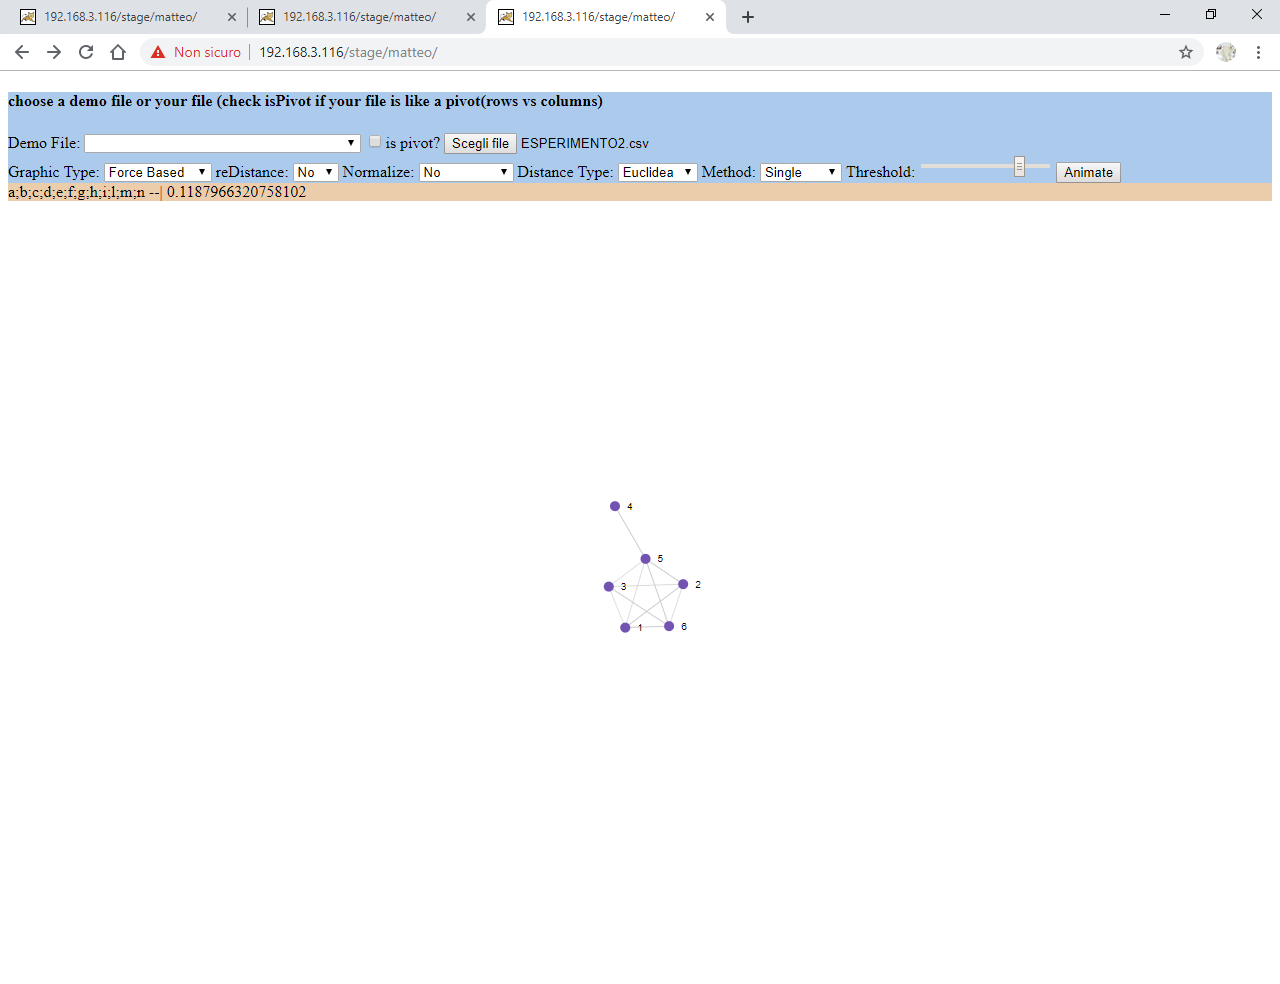 192.168.3.116/stage/matteo/ 192.168.3.116/stage/matteo/ 192.168.3.116/stage/matteo/
Non sicuro 192.168.3.116/stage/matteo/
choose a demo file or your file (check isPivot if your file is like a pivot(rows vs columns)
Demo File: is pivot? Scegli file ESPERIMENTO2.csv
Graphic Type: Force Based reDistance: No Normalize: No Distance Type: Euclidea Method: Single Threshold: Animate
a;b;c;d;e;f;g;h;i;l;m;n --| 0.1187966320758102
4
5
3
2
1
6